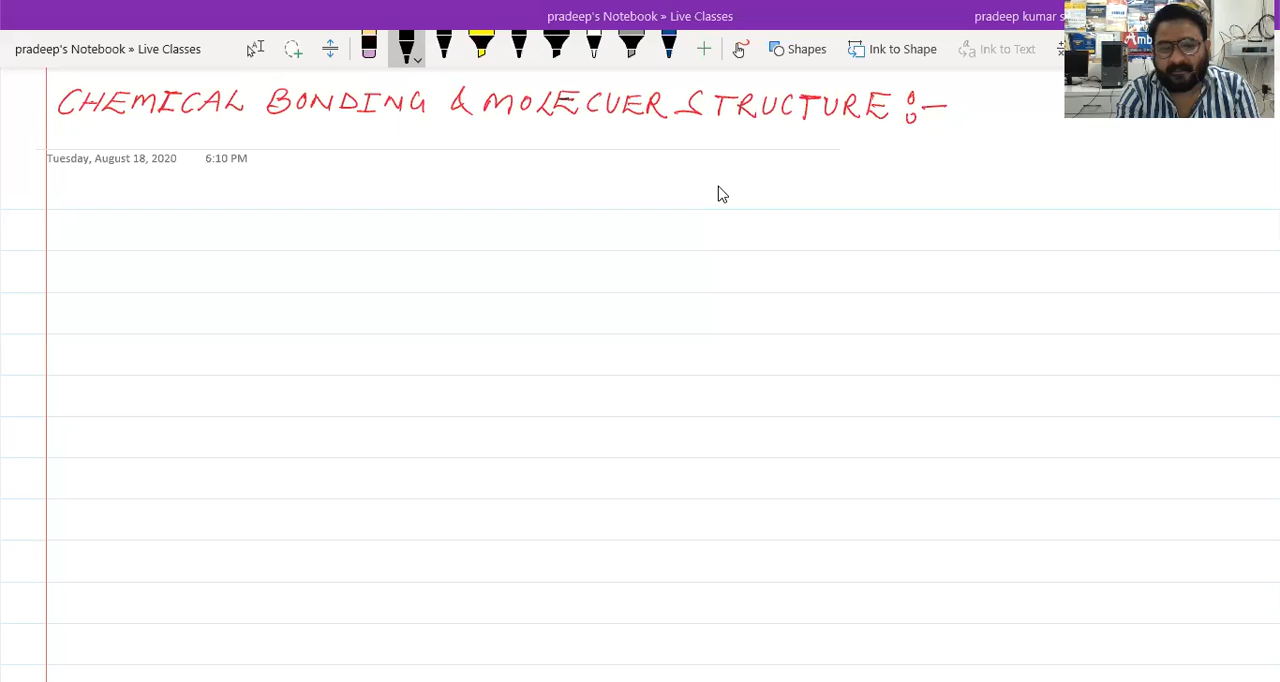 pradeep's Notebook » Live Classes
pradeep kumar s
pradeep's Notebook » Live Classes
Shapes
Ink to Shape
Ink to Text
CHEMICAL BONDING & MOLECUER STRUCTURE :-
Tuesday, August 18, 2020 6:10 PM
Amb